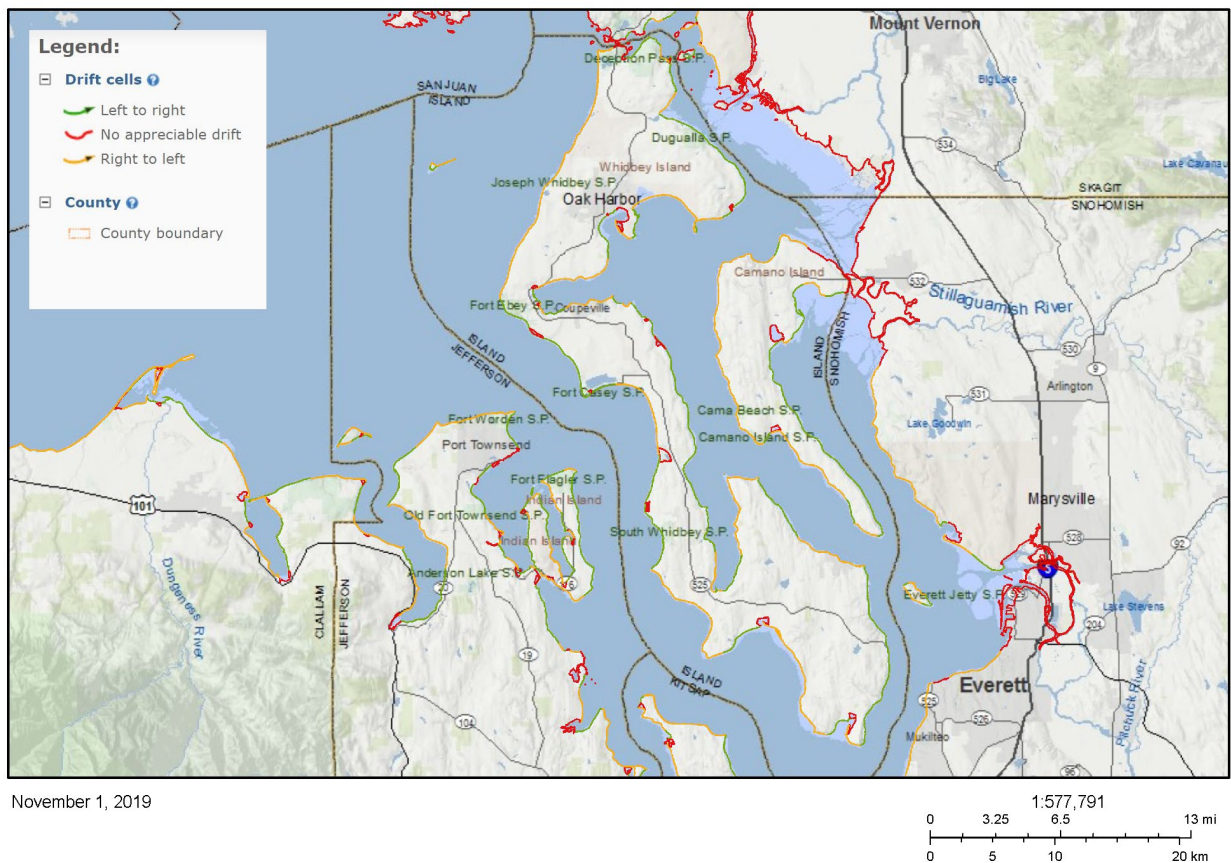 Legend:
Drift cells
Left to right
No appreciable drift
Right to left
County
County boundary
Mount Vernon
Deception Pass S.P.
Big Lake
SAN JUAN
ISLAND
Dugualla S.P.
534
Lake Cavanau
Whidbey Island
Joseph Whidbey S.P.
SKAGIT
SNOHOMISH
Oak Harbor
Camano Island
532
Stillaguamish River
Fort Ebey S.P.
Coupeville
ISLAND
SNOHOMISH
ISLAND
JEFFERSON
530
9
Arlington
531
Fort Casey S.P.
Cama Beach S.P.
Fort Worden S.P.
Lake Goodwin
Camano Island S.P.
Port Townsend
Fort Flagler S.P.
Indian Island
Marysville
101
Old Fort Townsend S.P.
South Whidbey S.P.
Indian Island
528
92
Anderson Lake S.P.
20
525
Everett Jetty S.P.
529
Lake Stevens
204
Dungeness River
CLALLAM
JEFFERSON
19
ISLAND
KITSAP
Everett
525
526
104
Mukilteo
Pilchuck River
96
November 1, 2019
1:577,791
0 3.25 6.5 13 mi
0 5 10 20 km